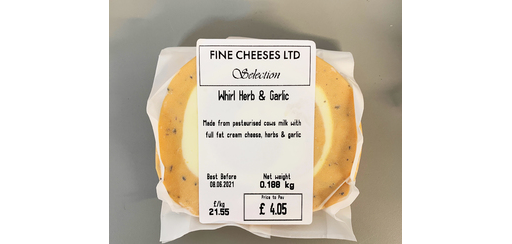 FINE CHEESES LTD
Selection
Whirl Herb & Garlic
Made from pasteurised cows milk with
full fat cream cheese, herbs & garlic
Best Before Net weight
08.06.2021 0.188 kg
£/kg Price to Pay
21.55 £ 4.05